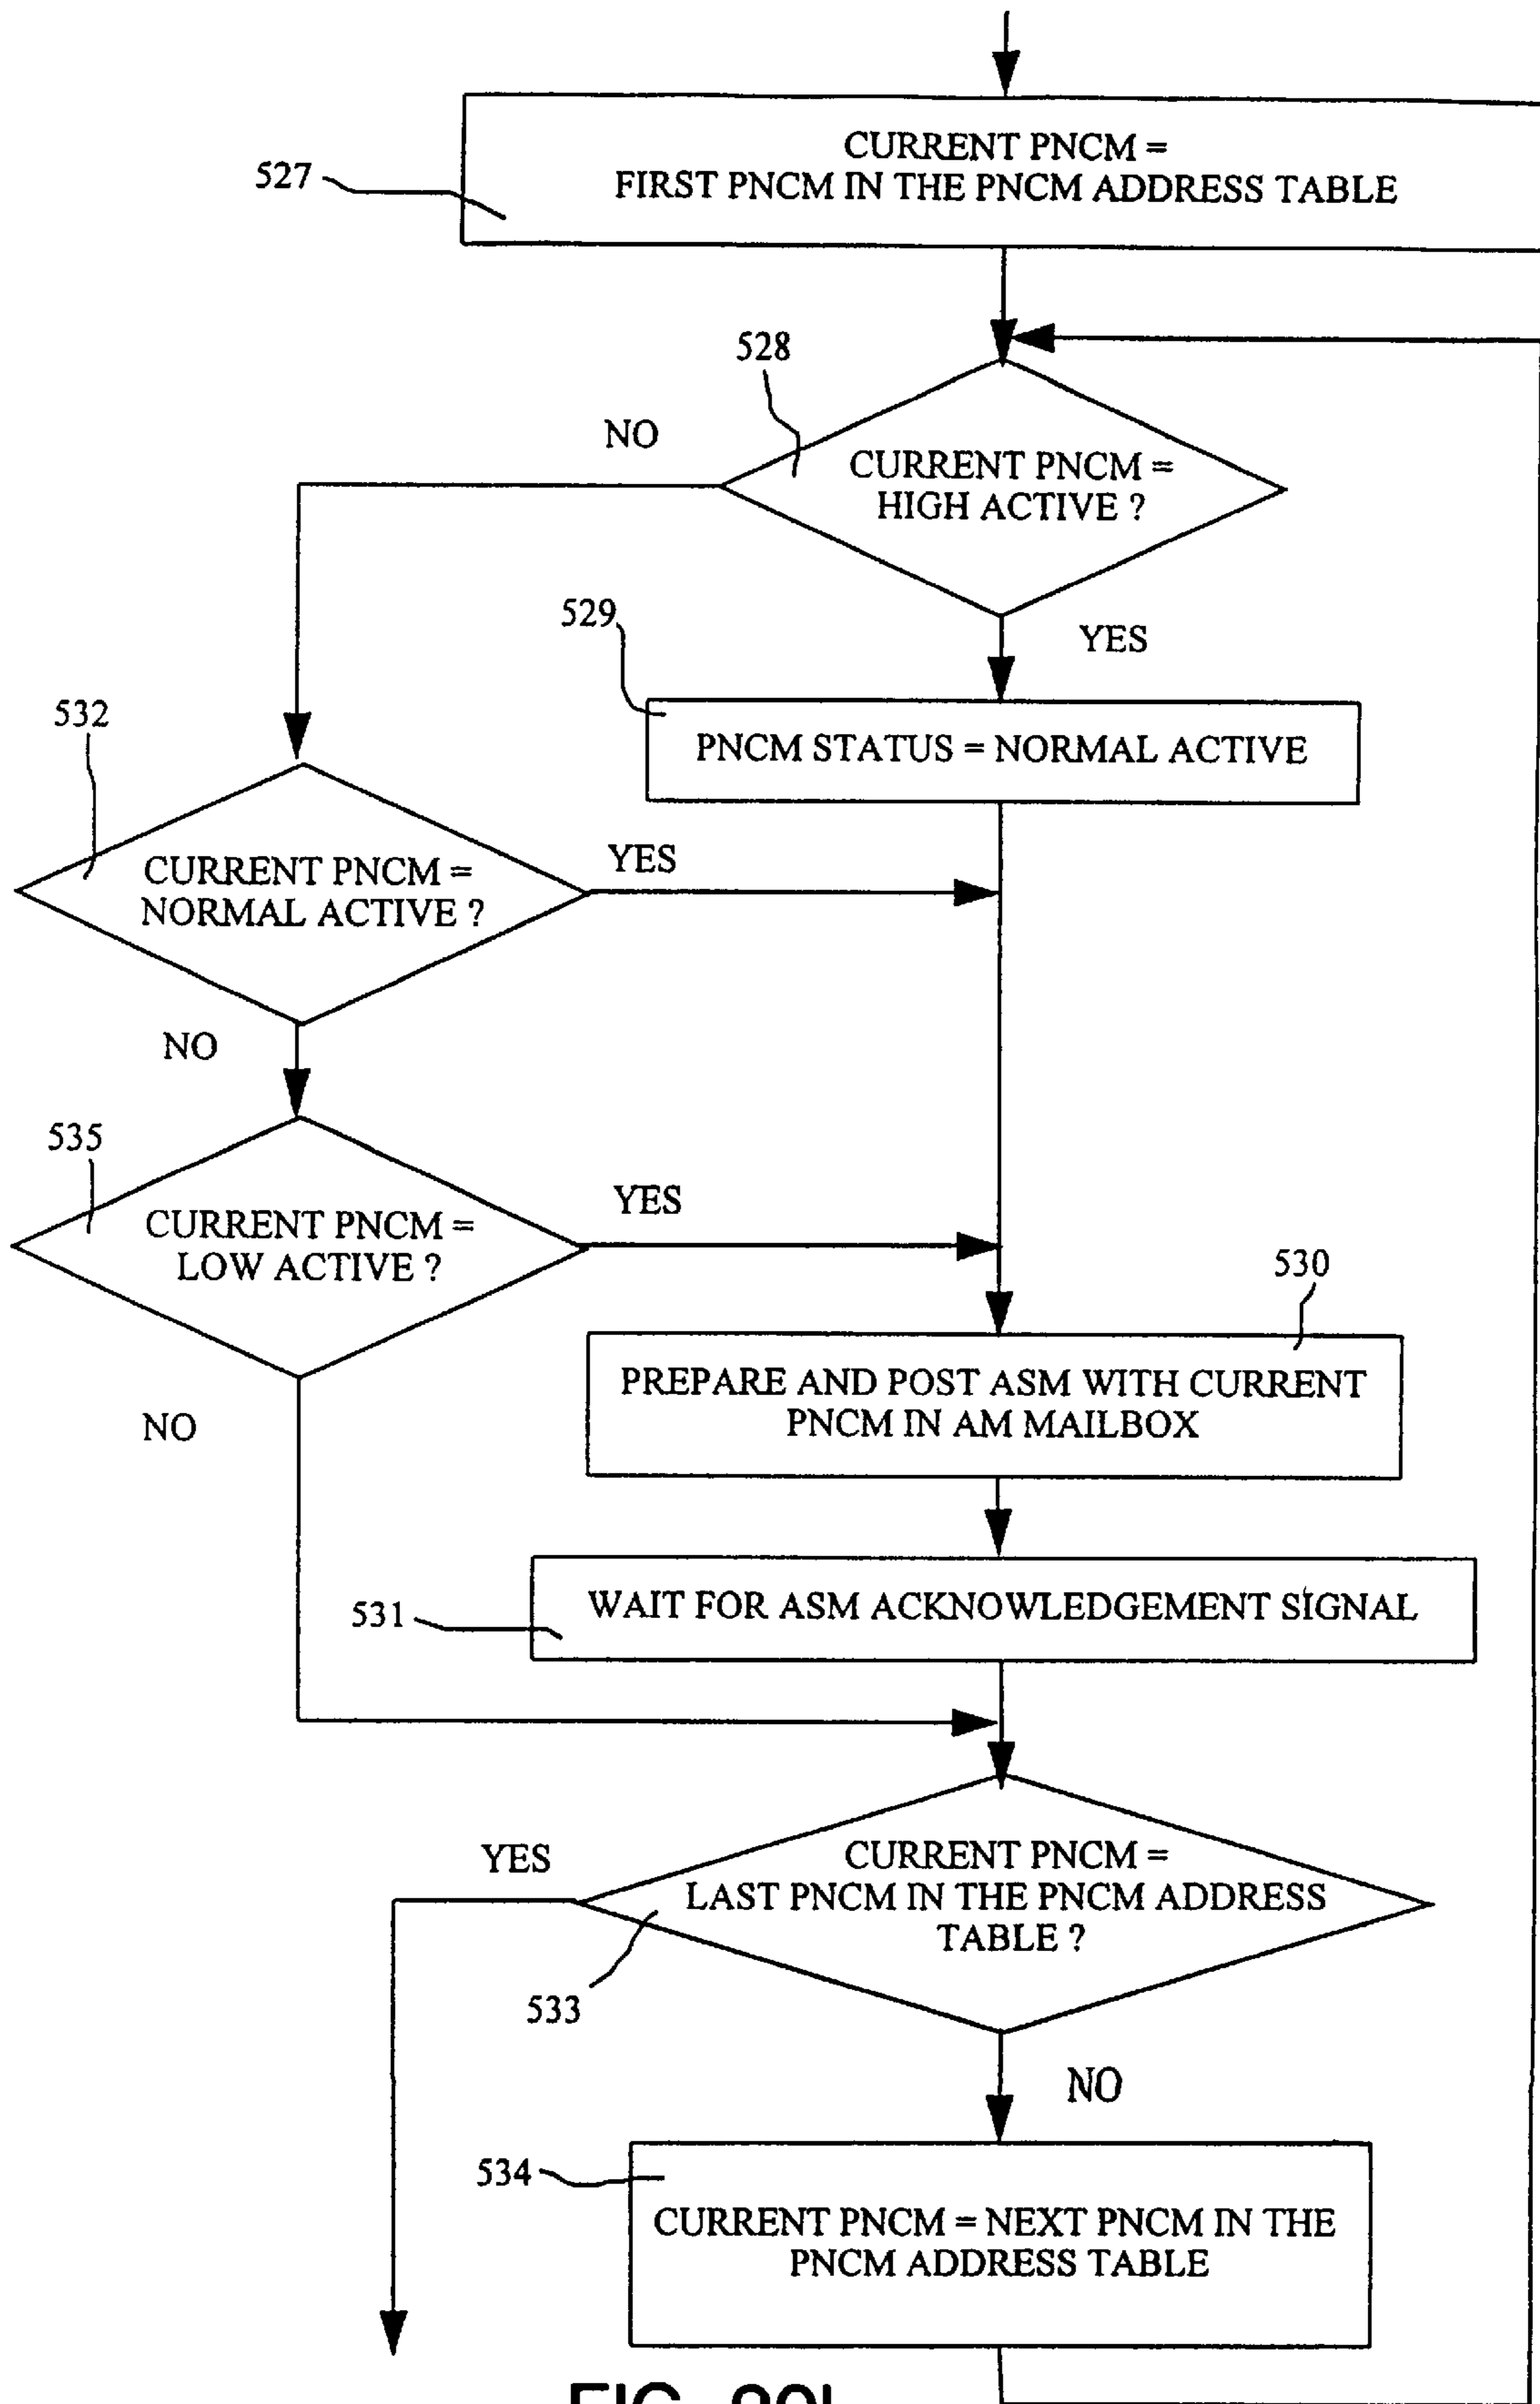 CURRENT PNCM =
FIRST PNCM IN THE PNCM ADDRESS TABLE
527
528
NO
CURRENT PNCM =
HIGH ACTIVE ?
529
YES
532
PNCM STATUS = NORMAL ACTIVE
CURRENT PNCM =
NORMAL ACTIVE ?
YES
NO
535
CURRENT PNCM =
LOW ACTIVE ?
YES
530
NO
PREPARE AND POST ASM WITH CURRENT
PNCM IN AM MAILBOX
531
WAIT FOR ASM ACKNOWLEDGEMENT SIGNAL
YES
CURRENT PNCM =
LAST PNCM IN THE PNCM ADDRESS
TABLE ?
533
NO
534
CURRENT PNCM = NEXT PNCM IN THE
PNCM ADDRESS TABLE
FIG.